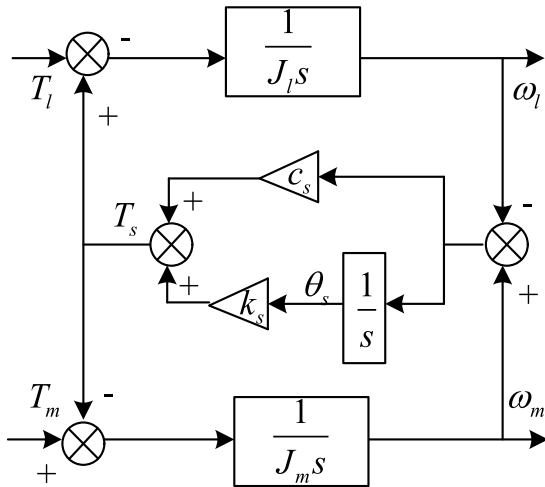 -
1
J_l s
T_l
+
ω_l
c_s
+
-
T_s
+
k_s
θ_s
1
s
+
-
T_m
1
J_m s
ω_m
+